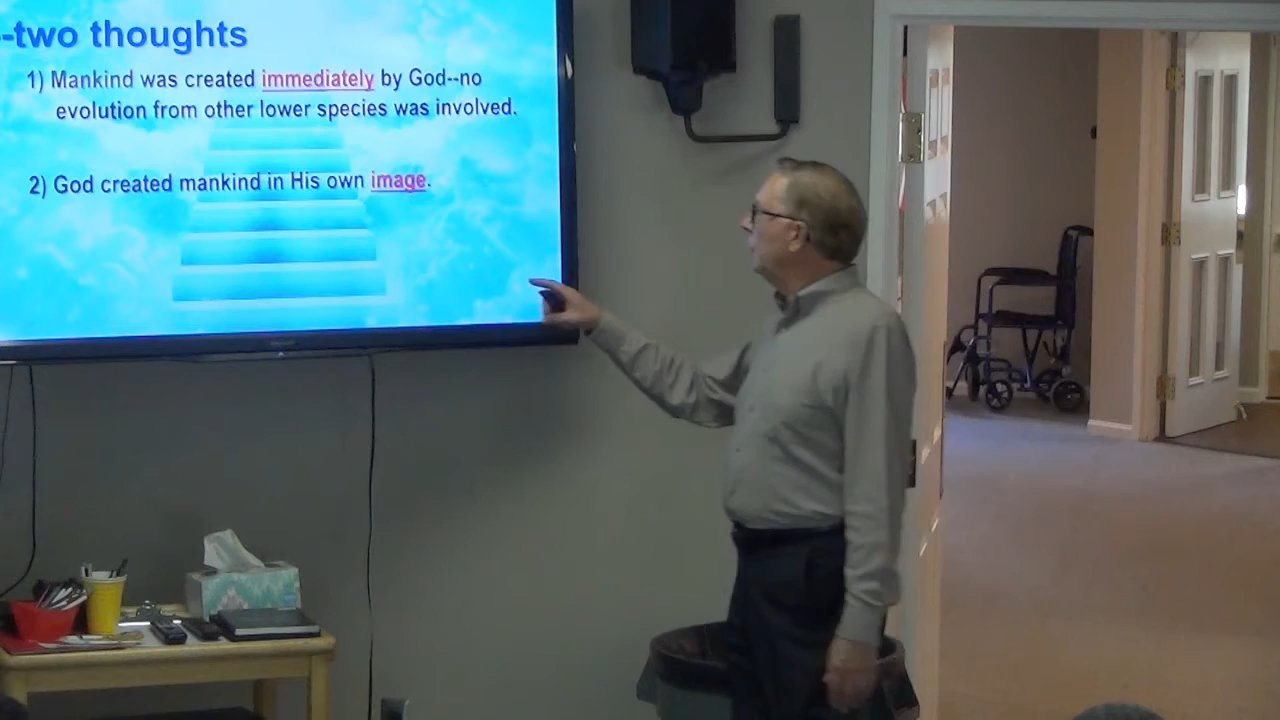 -two thoughts
1) Mankind was created immediately by God--no
evolution from other lower species was involved.
2) God created mankind in His own image.